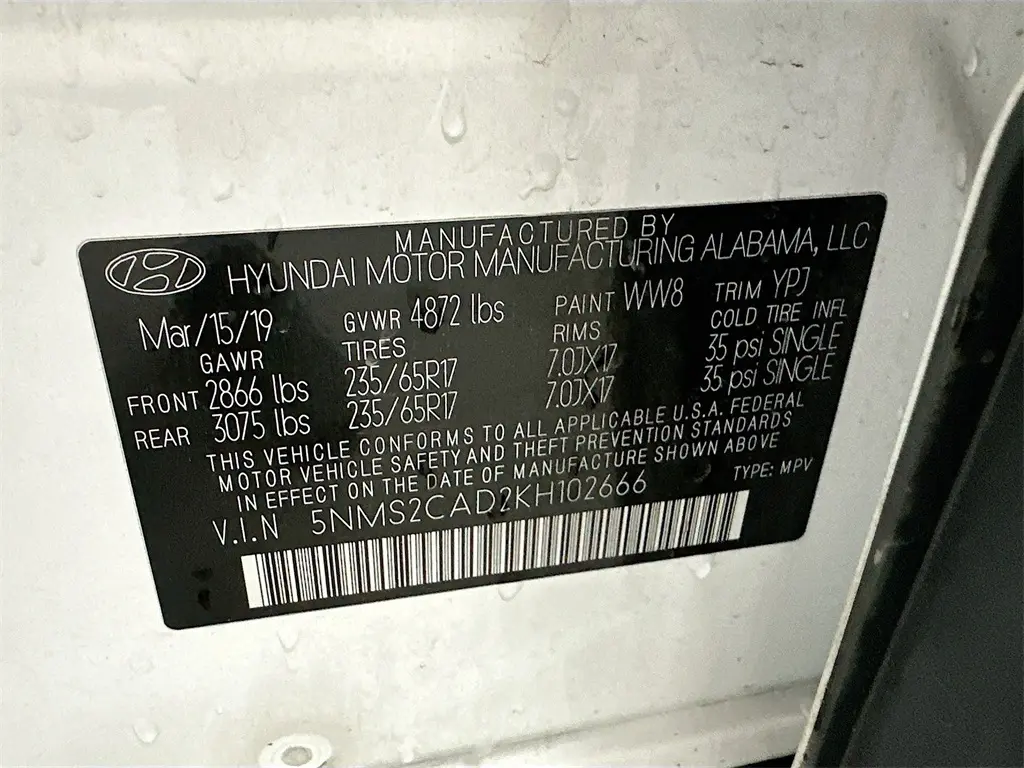 MANUFACTURED BY
HYUNDAI MOTOR MANUFACTURING ALABAMA, LLC
Mar/15/19 GVWR 4872 lbs PAINT WW8 TRIM YPJ
GAWR TIRES RIMS COLD TIRE INFL
FRONT 2866 lbs 235/65R17 7.0JX17 35 psi SINGLE
REAR 3075 lbs 235/65R17 7.0JX17 35 psi SINGLE
THIS VEHICLE CONFORMS TO ALL APPLICABLE U.S.A. FEDERAL
MOTOR VEHICLE SAFETY AND THEFT PREVENTION STANDARDS
IN EFFECT ON THE DATE OF MANUFACTURE SHOWN ABOVE
V.I.N 5NMS2CAD2KH102666 TYPE: MPV